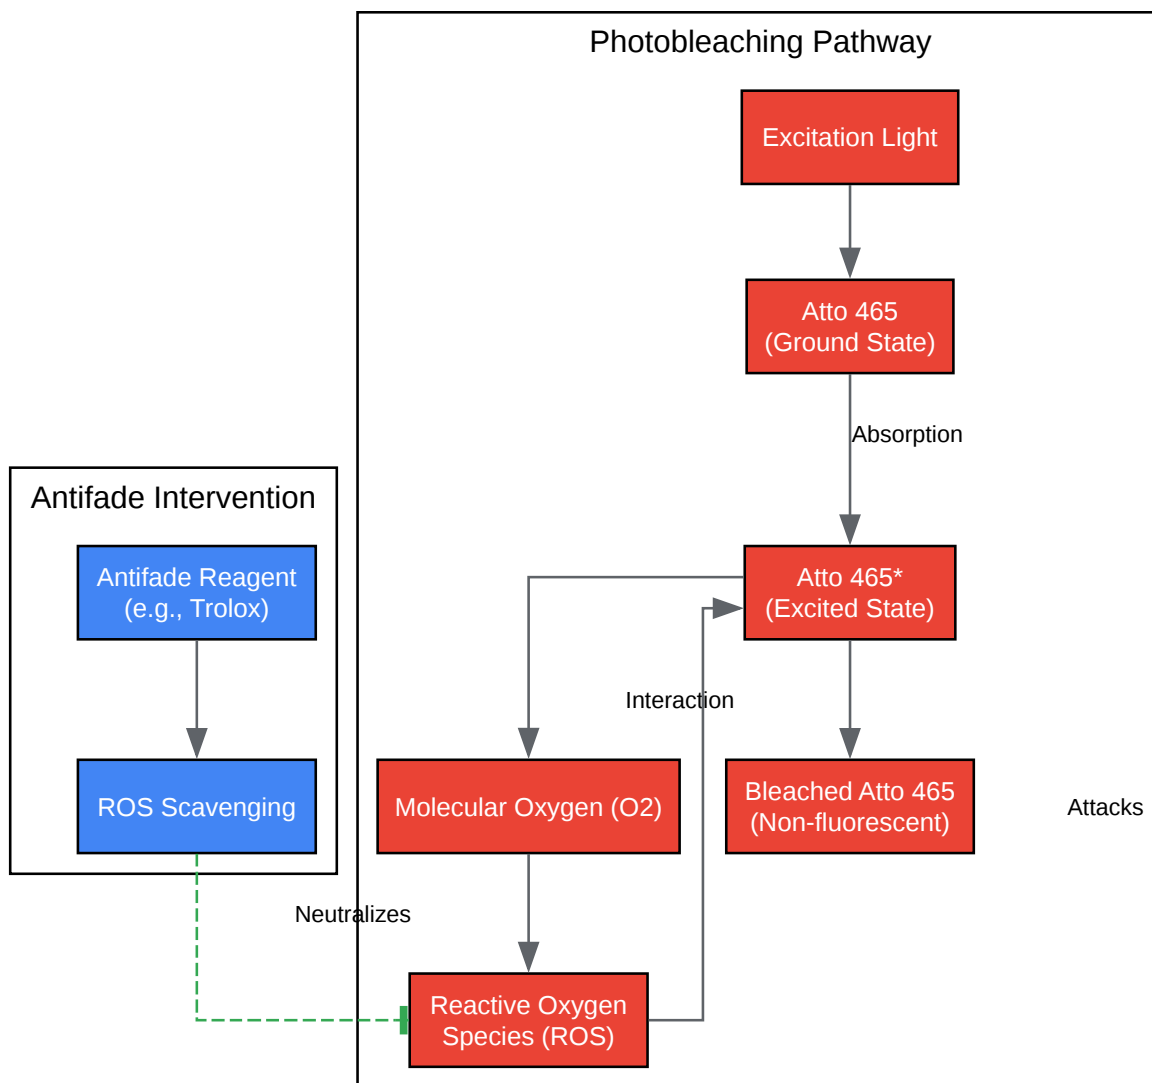 Photobleaching Pathway
Excitation Light
Atto 465
(Ground State)
Absorption
Antifade Intervention
Antifade Reagent
(e.g., Trolox)
Atto 465*
(Excited State)
Interaction
ROS Scavenging
Molecular Oxygen (O2)
Bleached Atto 465
(Non-fluorescent)
Attacks
Neutralizes
Reactive Oxygen
Species (ROS)